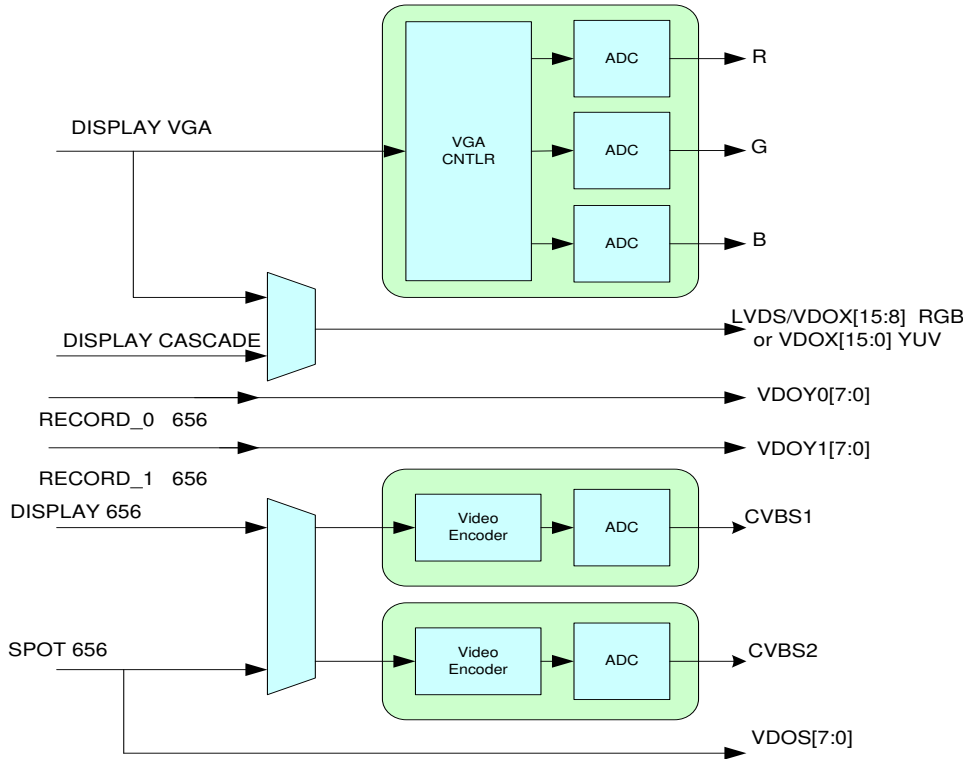 DISPLAY VGA
VGA
CNTLR
ADC
R
ADC
G
ADC
B
DISPLAY CASCADE
LVDS/VDOX[15:8] RGB
or VDOX[15:0] YUV
VDOY0[7:0]
RECORD_0 656
VDOY1[7:0]
RECORD_1 656
DISPLAY 656
Video
Encoder
ADC
CVBS1
SPOT 656
Video
Encoder
ADC
CVBS2
VDOS[7:0]